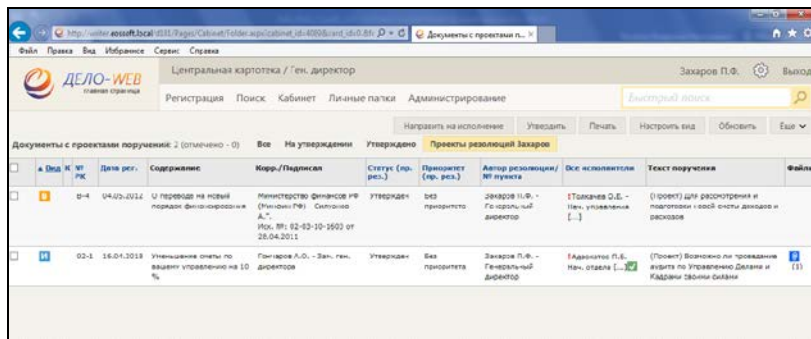 Документы с проектами п...
Файл Правка Вид Избранное Сервис Справка
ДЕЛО-WEB
главная страница
Центральная картотека / Ген. директор
Захаров П.Ф.
Выход
Регистрация Поиск Кабинет Личные папки Администрирование
Быстрый поиск
Направить на исполнение Утвердить Печать Настроить вид Обновить Еще
Документы с проектами поручений: 2 (отмечено - 0) Все На утверждении Утверждено Проекты резолюций Захаров
Вид К № РК Дата рег. Содержание Корр./Подписал Статус (пр. рез.) Приоритет (пр. рез.) Автор резолюции/ № пункта Все исполнители Текст поручения Файлы
В-4 04.05.2012 О переводе на новый порядок финансирования
Министерство финансов РФ (Минфин РФ)
А.".
Исх. №: 02-03-10-1603 от 28.04.2011
Утвержден
Без приоритета
Захаров П.Ф. - Генеральный директор
Нач. управления [...]
(Проект) Для рассмотрения и подготовки новой сметы доходов и расходов
И 02-1 16.04.2013 Уменьшение сметы по вашему управлению на 10 %
Гончаров А.О. - Зам. ген. директора
Утвержден
Без приоритета
Захаров П.Ф. - Генеральный директор
Нач. отдела [...]
(Проект) Возможно ли проведение аудита по Управлению Делами и Кадрами своими силами
(1)